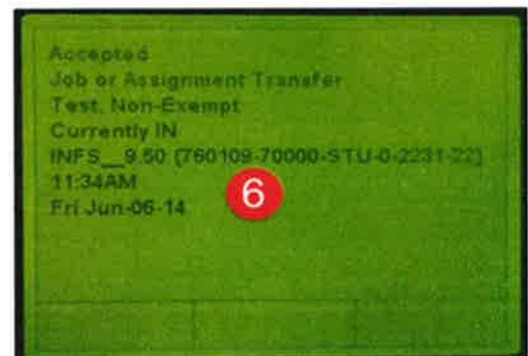 Accepted
Job or Assignment Transfer
Test, Non-Exempt
Currently IN
INFS__9.50 (760109-70000-STU-0-2231-22)
11:34AM
Fri Jun-06-14
6